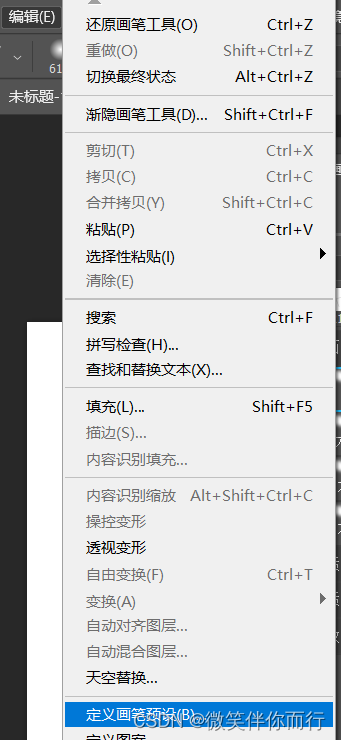 编辑(E)
61
未标题-
还原画笔工具(O) Ctrl+Z
重做(O) Shift+Ctrl+Z
切换最终状态 Alt+Ctrl+Z
渐隐画笔工具(D)... Shift+Ctrl+F
剪切(T) Ctrl+X
拷贝(C) Ctrl+C
合并拷贝(Y) Shift+Ctrl+C
粘贴(P) Ctrl+V
选择性粘贴(I)
清除(E)
搜索 Ctrl+F
拼写检查(H)...
查找和替换文本(X)...
填充(L)... Shift+F5
描边(S)...
内容识别填充...
内容识别缩放 Alt+Shift+Ctrl+C
操控变形
透视变形
自由变换(F) Ctrl+T
变换(A)
自动对齐图层...
自动混合图层...
天空替换...
定义画笔预设(B)...
CSDN @微笑伴你而行
定义图案